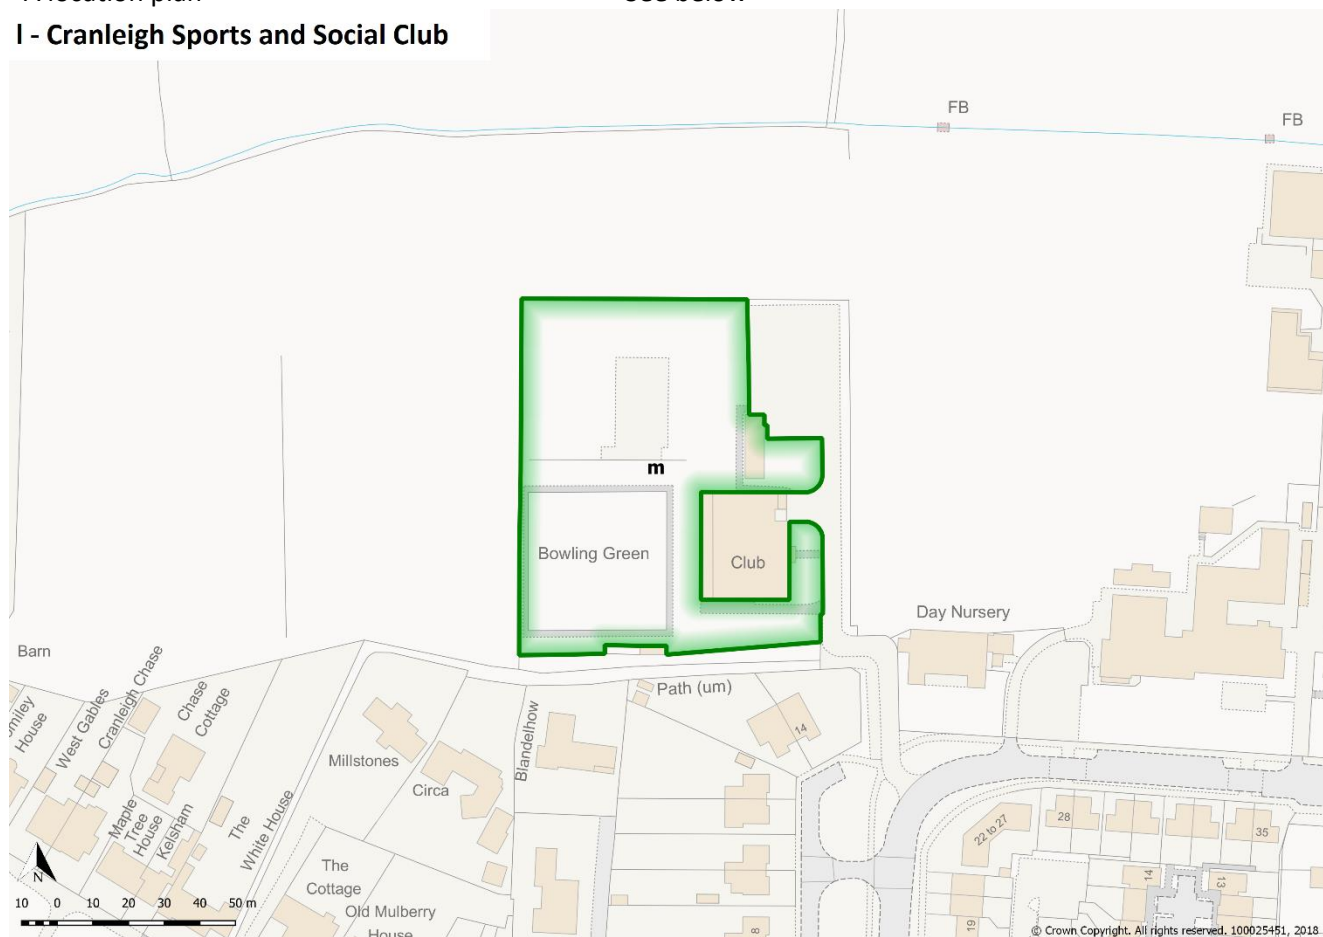 l - Cranleigh Sports and Social Club
FB
FB
m
Bowling Green
Club
Day Nursery
Barn
Path (um)
House
West Gables
Cranleigh Chase
Chase
Cottage
Maple
Tree
House
Kelsham
The
White House
Millstones
Circa
Blandelhow
14
The
Cottage
Old Mulberry
House
8
22 to 27
28
35
14
13
19
N
10 0 10 20 30 40 50 m
© Crown Copyright. All rights reserved. 100025451, 2018